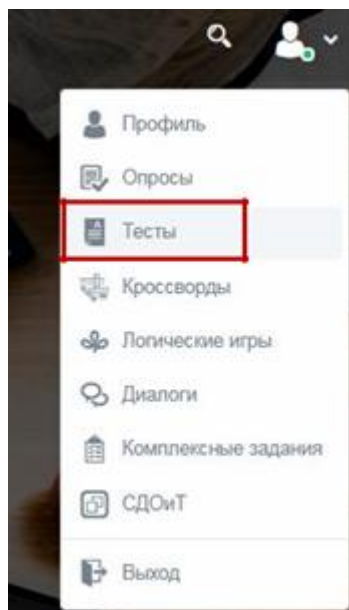 Профиль
Опросы
Тесты
Кроссворды
Логические игры
Диалоги
Комплексные задания
СДОиТ
Выход